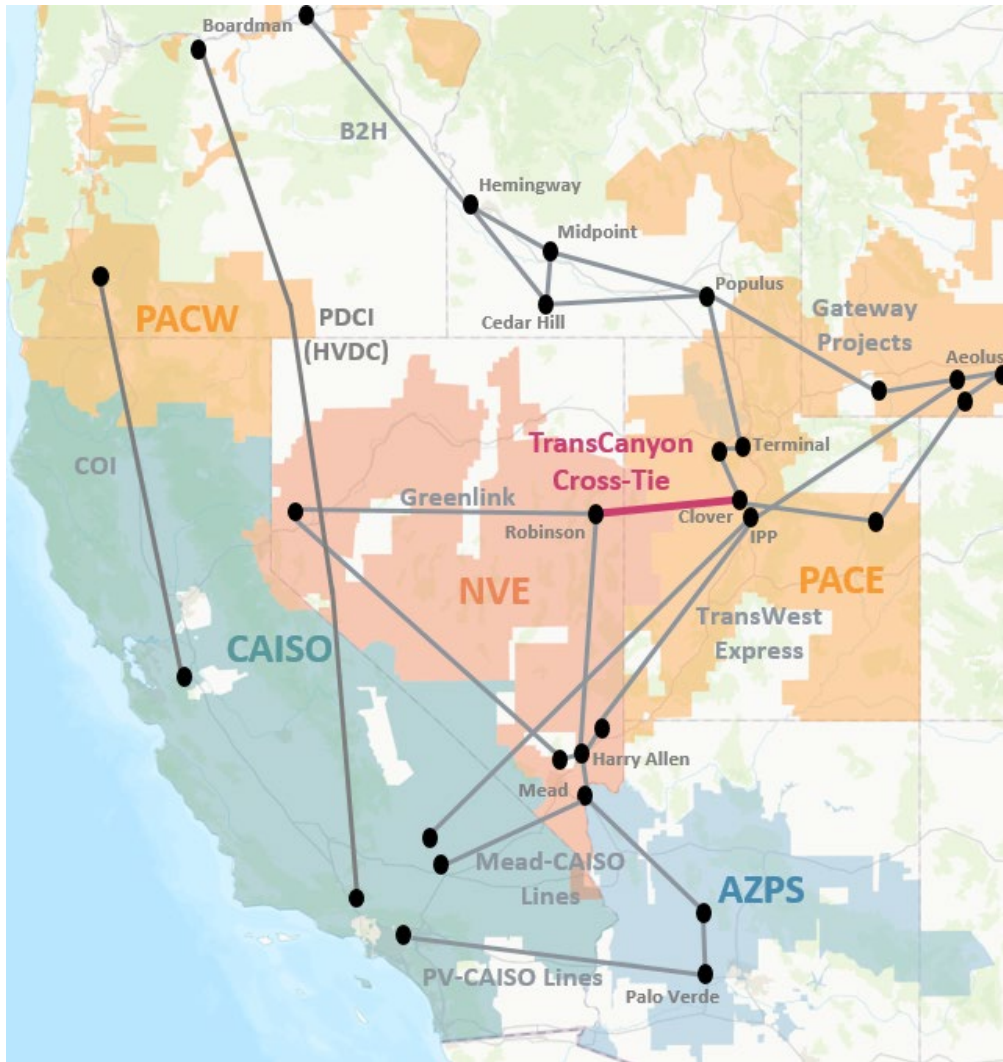 Boardman
B2H
Hemingway
Midpoint
Populus
Cedar Hill
PACW
PDCI
(HVDC)
Gateway
Projects
Aeolus
TransCanyon
Cross-Tie
Terminal
COI
Greenlink
Robinson
Clover
IPP
NVE
PACE
CAISO
TransWest
Express
Harry Allen
Mead
Mead-CAISO
Lines
AZPS
PV-CAISO Lines
Palo Verde